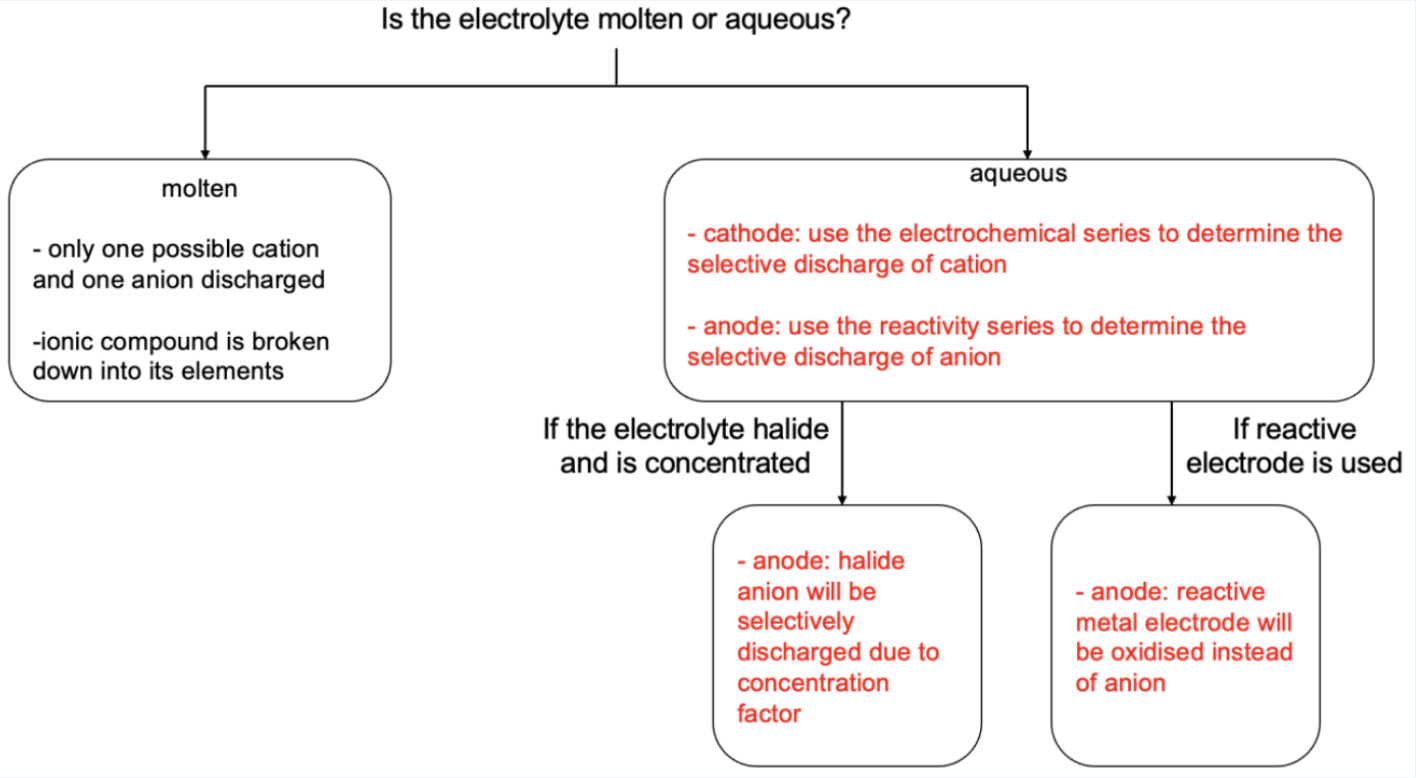 Is the electrolyte molten or aqueous?
molten
- only one possible cation
and one anion discharged
-ionic compound is broken
down into its elements
aqueous
- cathode: use the electrochemical series to determine the
selective discharge of cation
- anode: use the reactivity series to determine the
selective discharge of anion
If the electrolyte halide
and is concentrated
If reactive
electrode is used
- anode: halide
anion will be
selectively
discharged due to
concentration
factor
- anode: reactive
metal electrode will
be oxidised instead
of anion